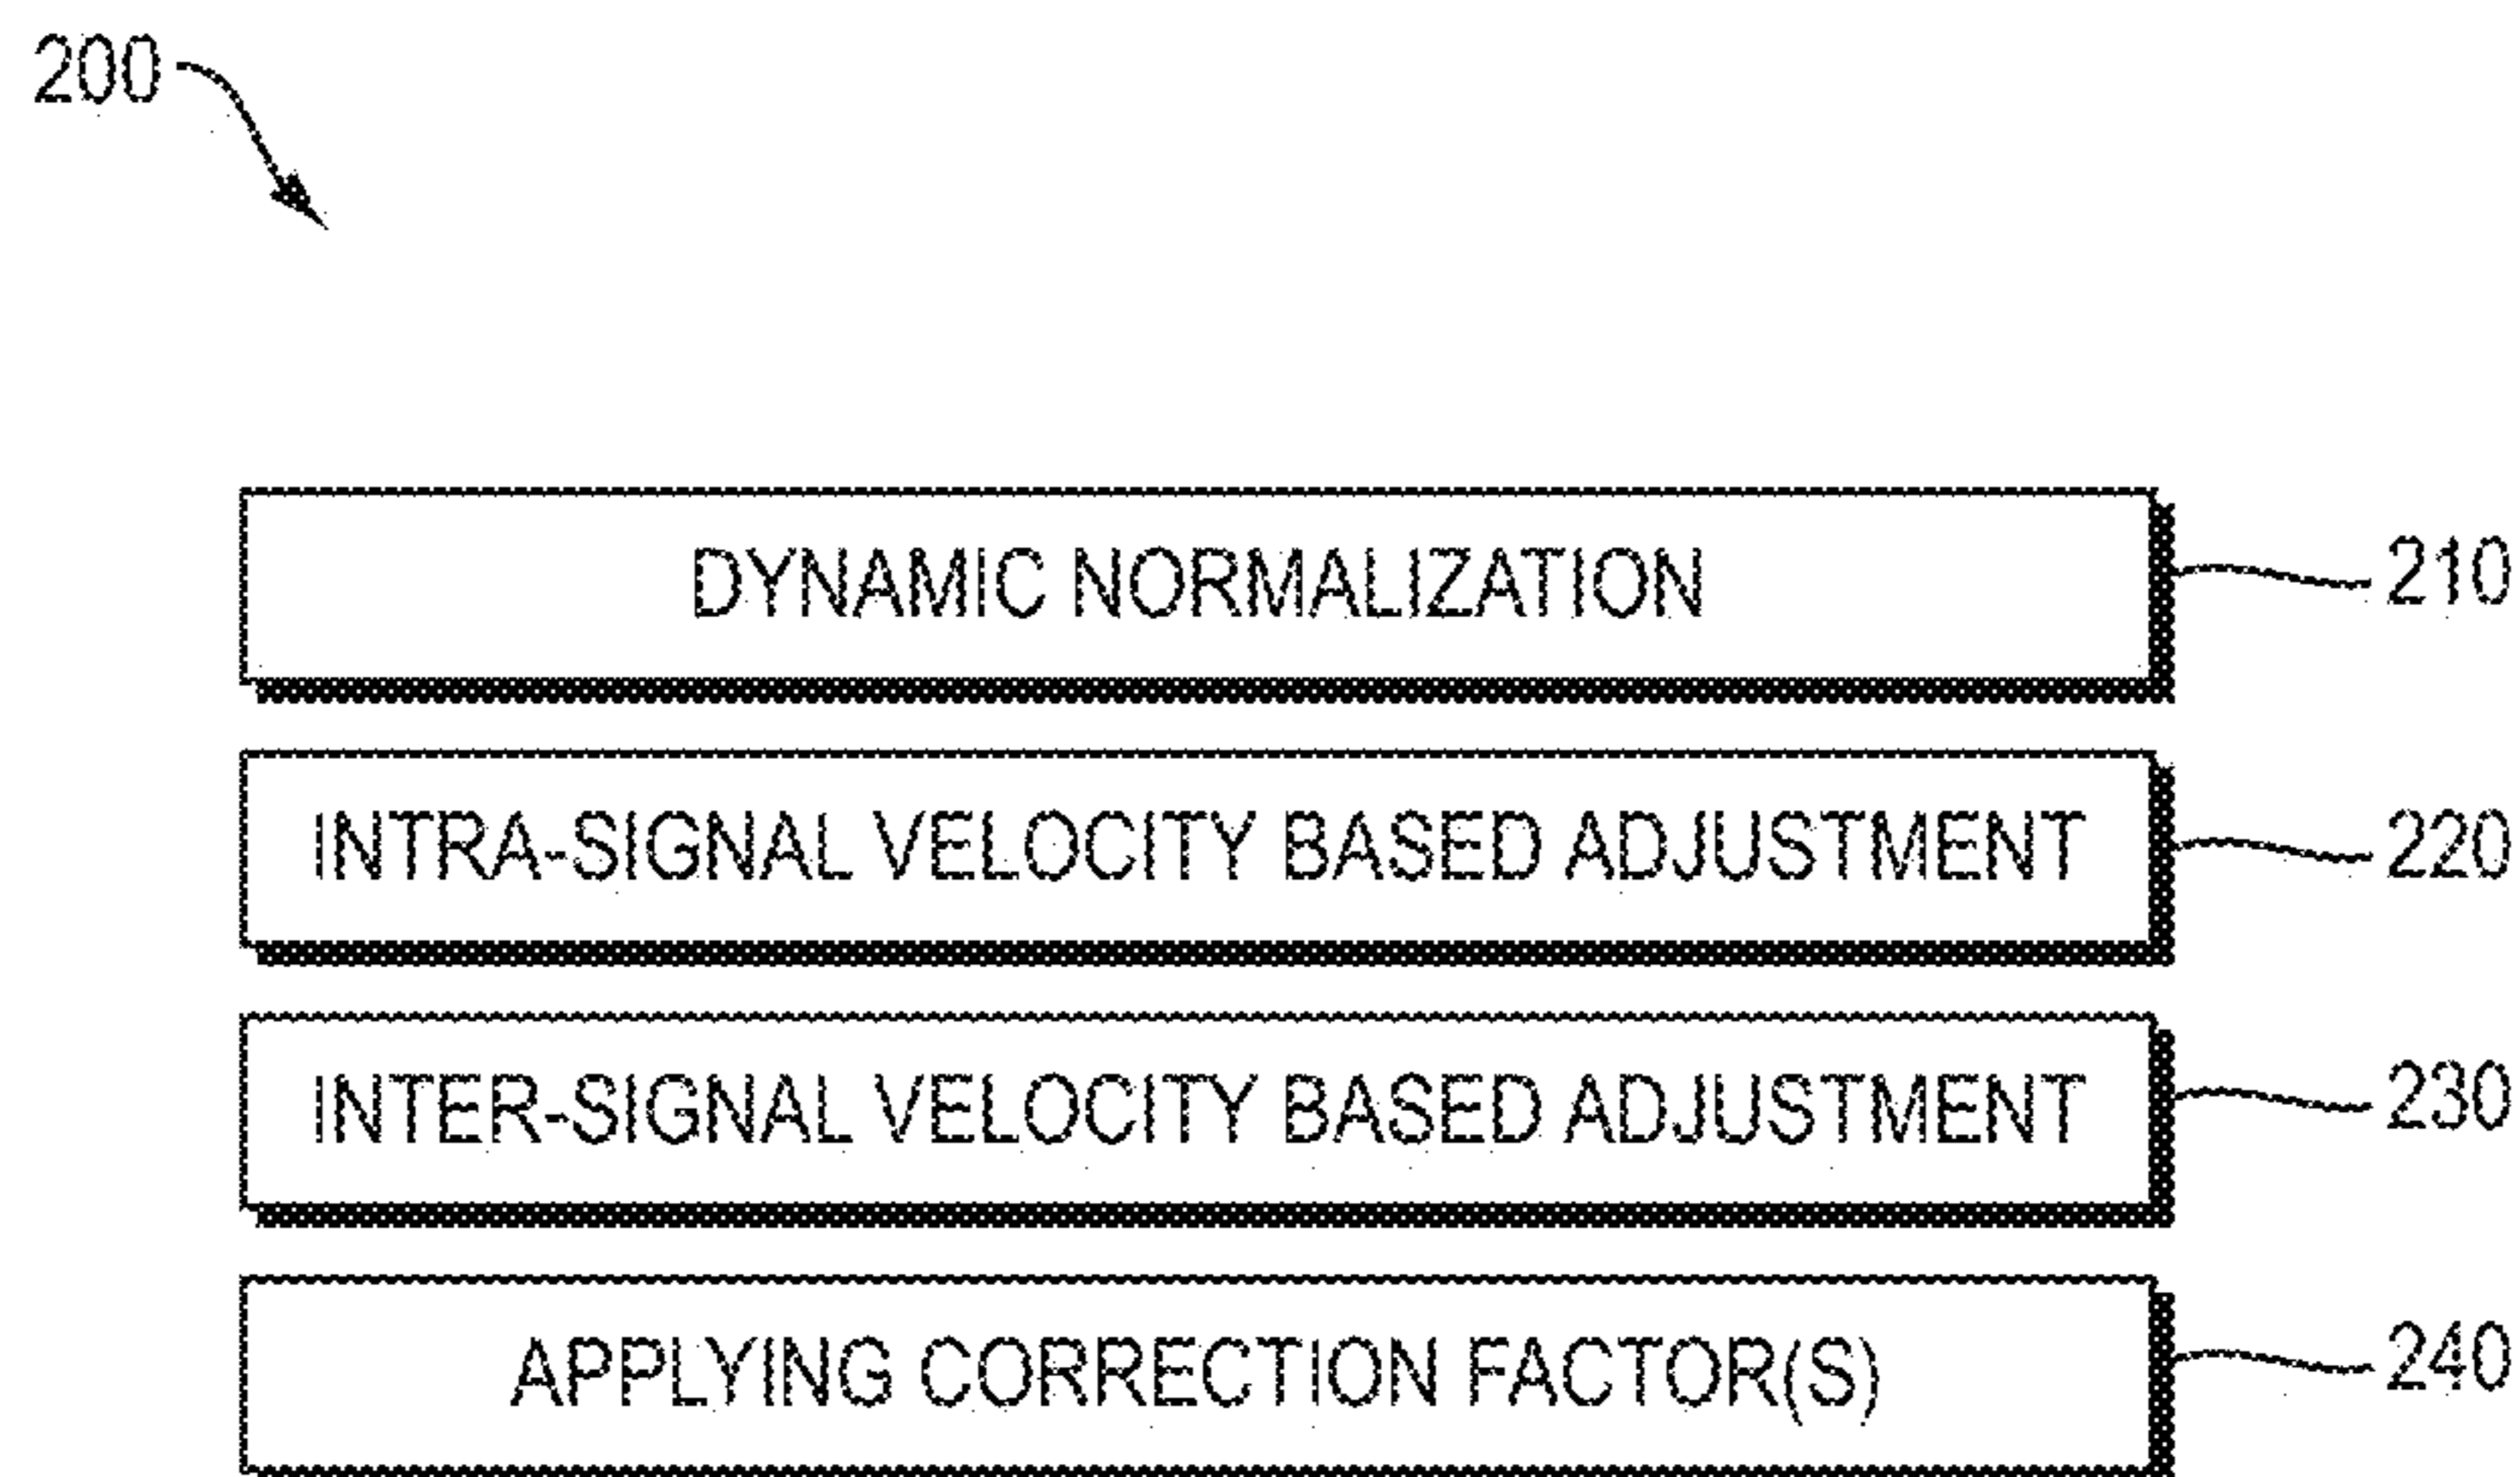 200
DYNAMIC NORMALIZATION 210
INTRA-SIGNAL VELOCITY BASED ADJUSTMENT 220
INTER-SIGNAL VELOCITY BASED ADJUSTMENT 230
APPLYING CORRECTION FACTOR(S) 240